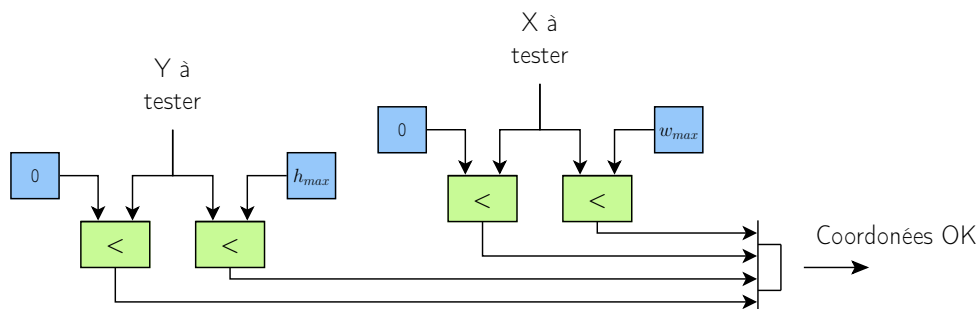 X à
tester
Y à
tester
0
w_max
0
h_max
<
<
<
<
Coordonées OK